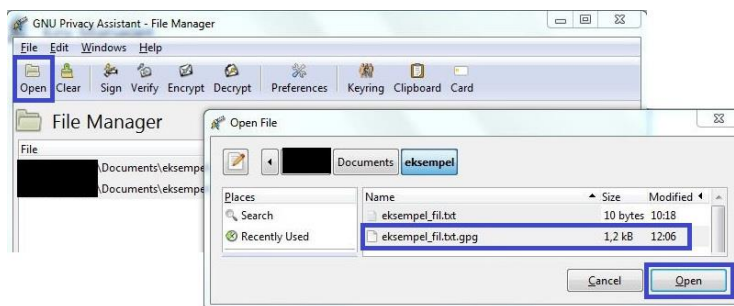 GNU Privacy Assistant - File Manager
File Edit Windows Help
Open Clear Sign Verify Encrypt Decrypt Preferences Keyring Clipboard Card
File Manager
File
\Documents\eksempe
\Documents\eksempe
Open File
Documents eksempel
Places
Search
Recently Used
Name Size Modified
eksempel_fil.txt 10 bytes 10:18
eksempel_fil.txt.gpg 1,2 kB 12:06
Cancel Open